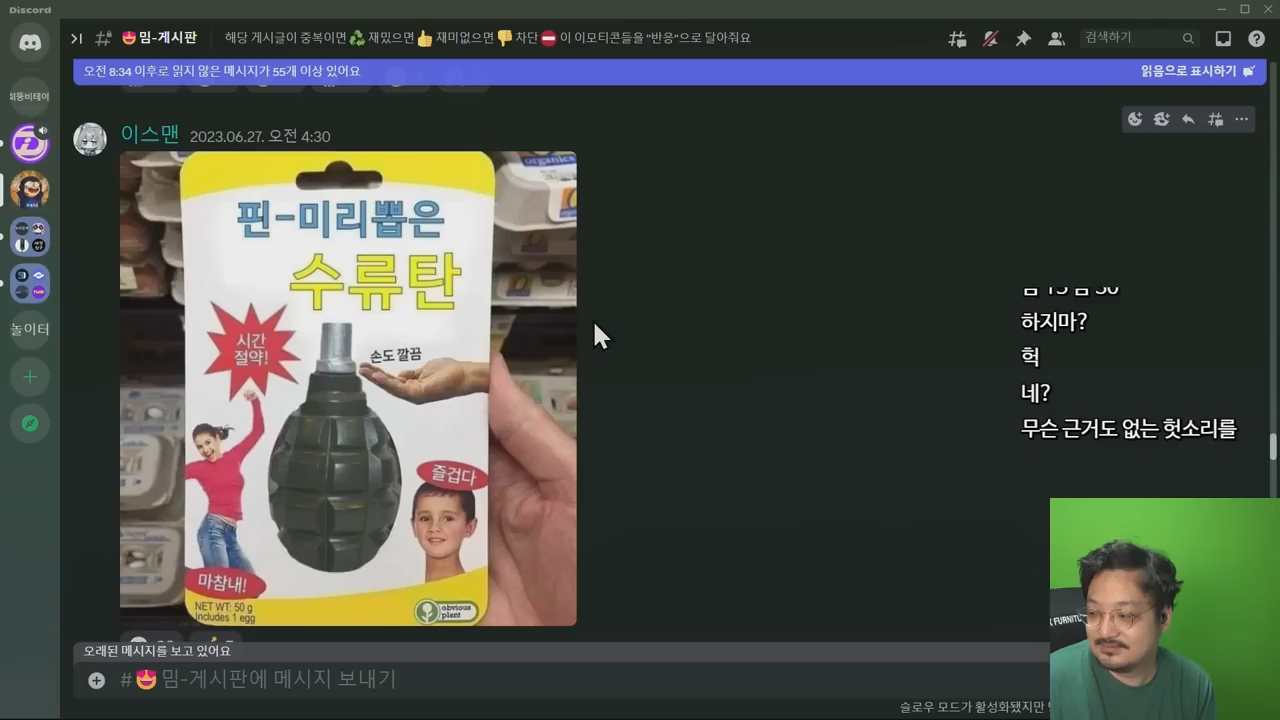 Discord
😍밈-게시판
해당 게시글이 중복이면 ♻️ 재밌으면 👍 재미없으면 👎 차단 ⛔ 이 이모티콘들을 "반응"으로 달아줘요
검색하기
오전 8:34 이후로 읽지 않은 메시지가 55개 이상 있어요
읽음으로 표시하기
이스맨 2023.06.27. 오전 4:30
organics
핀-미리뽑은
수류탄
시간
절약!
손도 깔끔
즐겁다
마참내!
NET WT: 50 g
Includes 1 egg
obvious
plant
하지마?
헉
네?
무슨 근거도 없는 헛소리를
놀이터
오래된 메시지를 보고 있어요
#😍밈-게시판에 메시지 보내기
슬로우 모드가 활성화됐지만